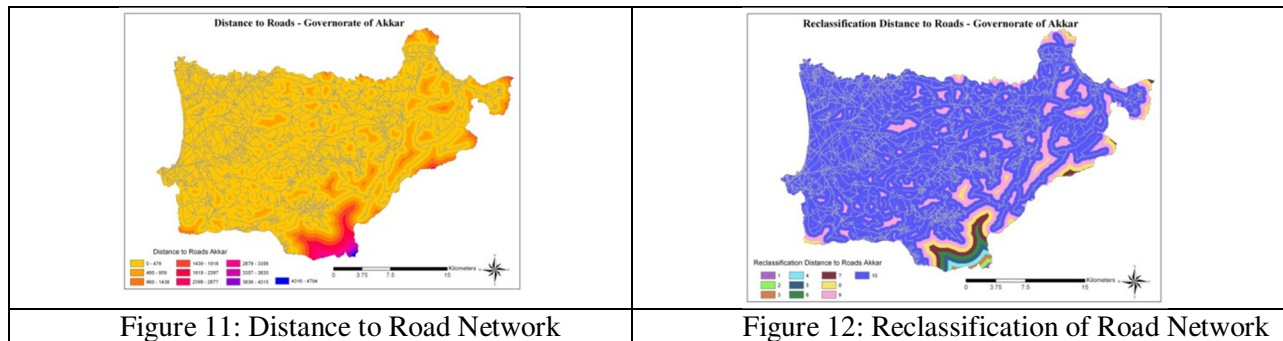 Distance to Roads - Governorate of Akkar
Distance to Roads Akkar
0 - 479
480 - 959
960 - 1438
1439 - 1918
1919 - 2397
2398 - 2877
2878 - 3356
3357 - 3835
3836 - 4315
4316 - 4794
Kilometers
0 3.75 7.5 15
Figure 11: Distance to Road Network
Reclassification Distance to Roads - Governorate of Akkar
Reclassification Distance to Roads Akkar
1
2
3
4
5
6
7
8
9
10
Kilometers
0 3.75 7.5 15
Figure 12: Reclassification of Road Network